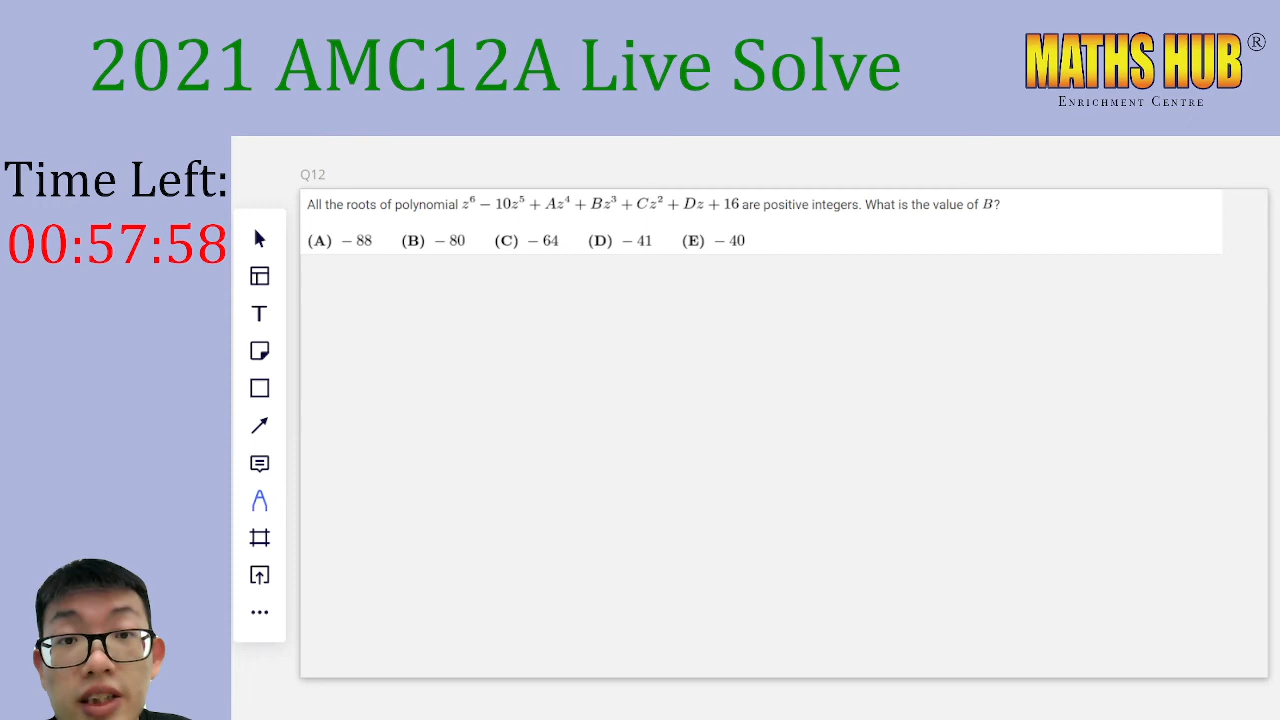 2021 AMC12A Live Solve
MATHS HUB®
ENRICHMENT CENTRE
Time Left:
00:57:58
Q12
All the roots of polynomial z⁶ − 10z⁵ + Az⁴ + Bz³ + Cz² + Dz + 16 are positive integers. What is the value of B?
(A) − 88 (B) − 80 (C) − 64 (D) − 41 (E) − 40
T